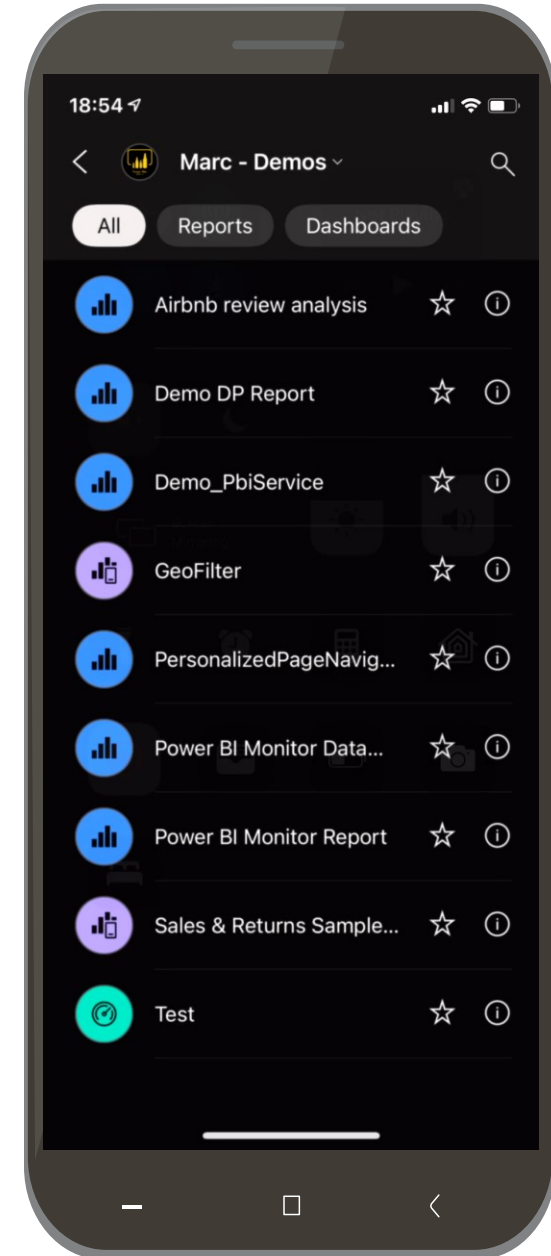 18:54
Marc - Demos
All Reports Dashboards
Airbnb review analysis
Demo DP Report
Demo_PbiService
GeoFilter
PersonalizedPageNavig...
Power BI Monitor Data...
Power BI Monitor Report
Sales & Returns Sample...
Test